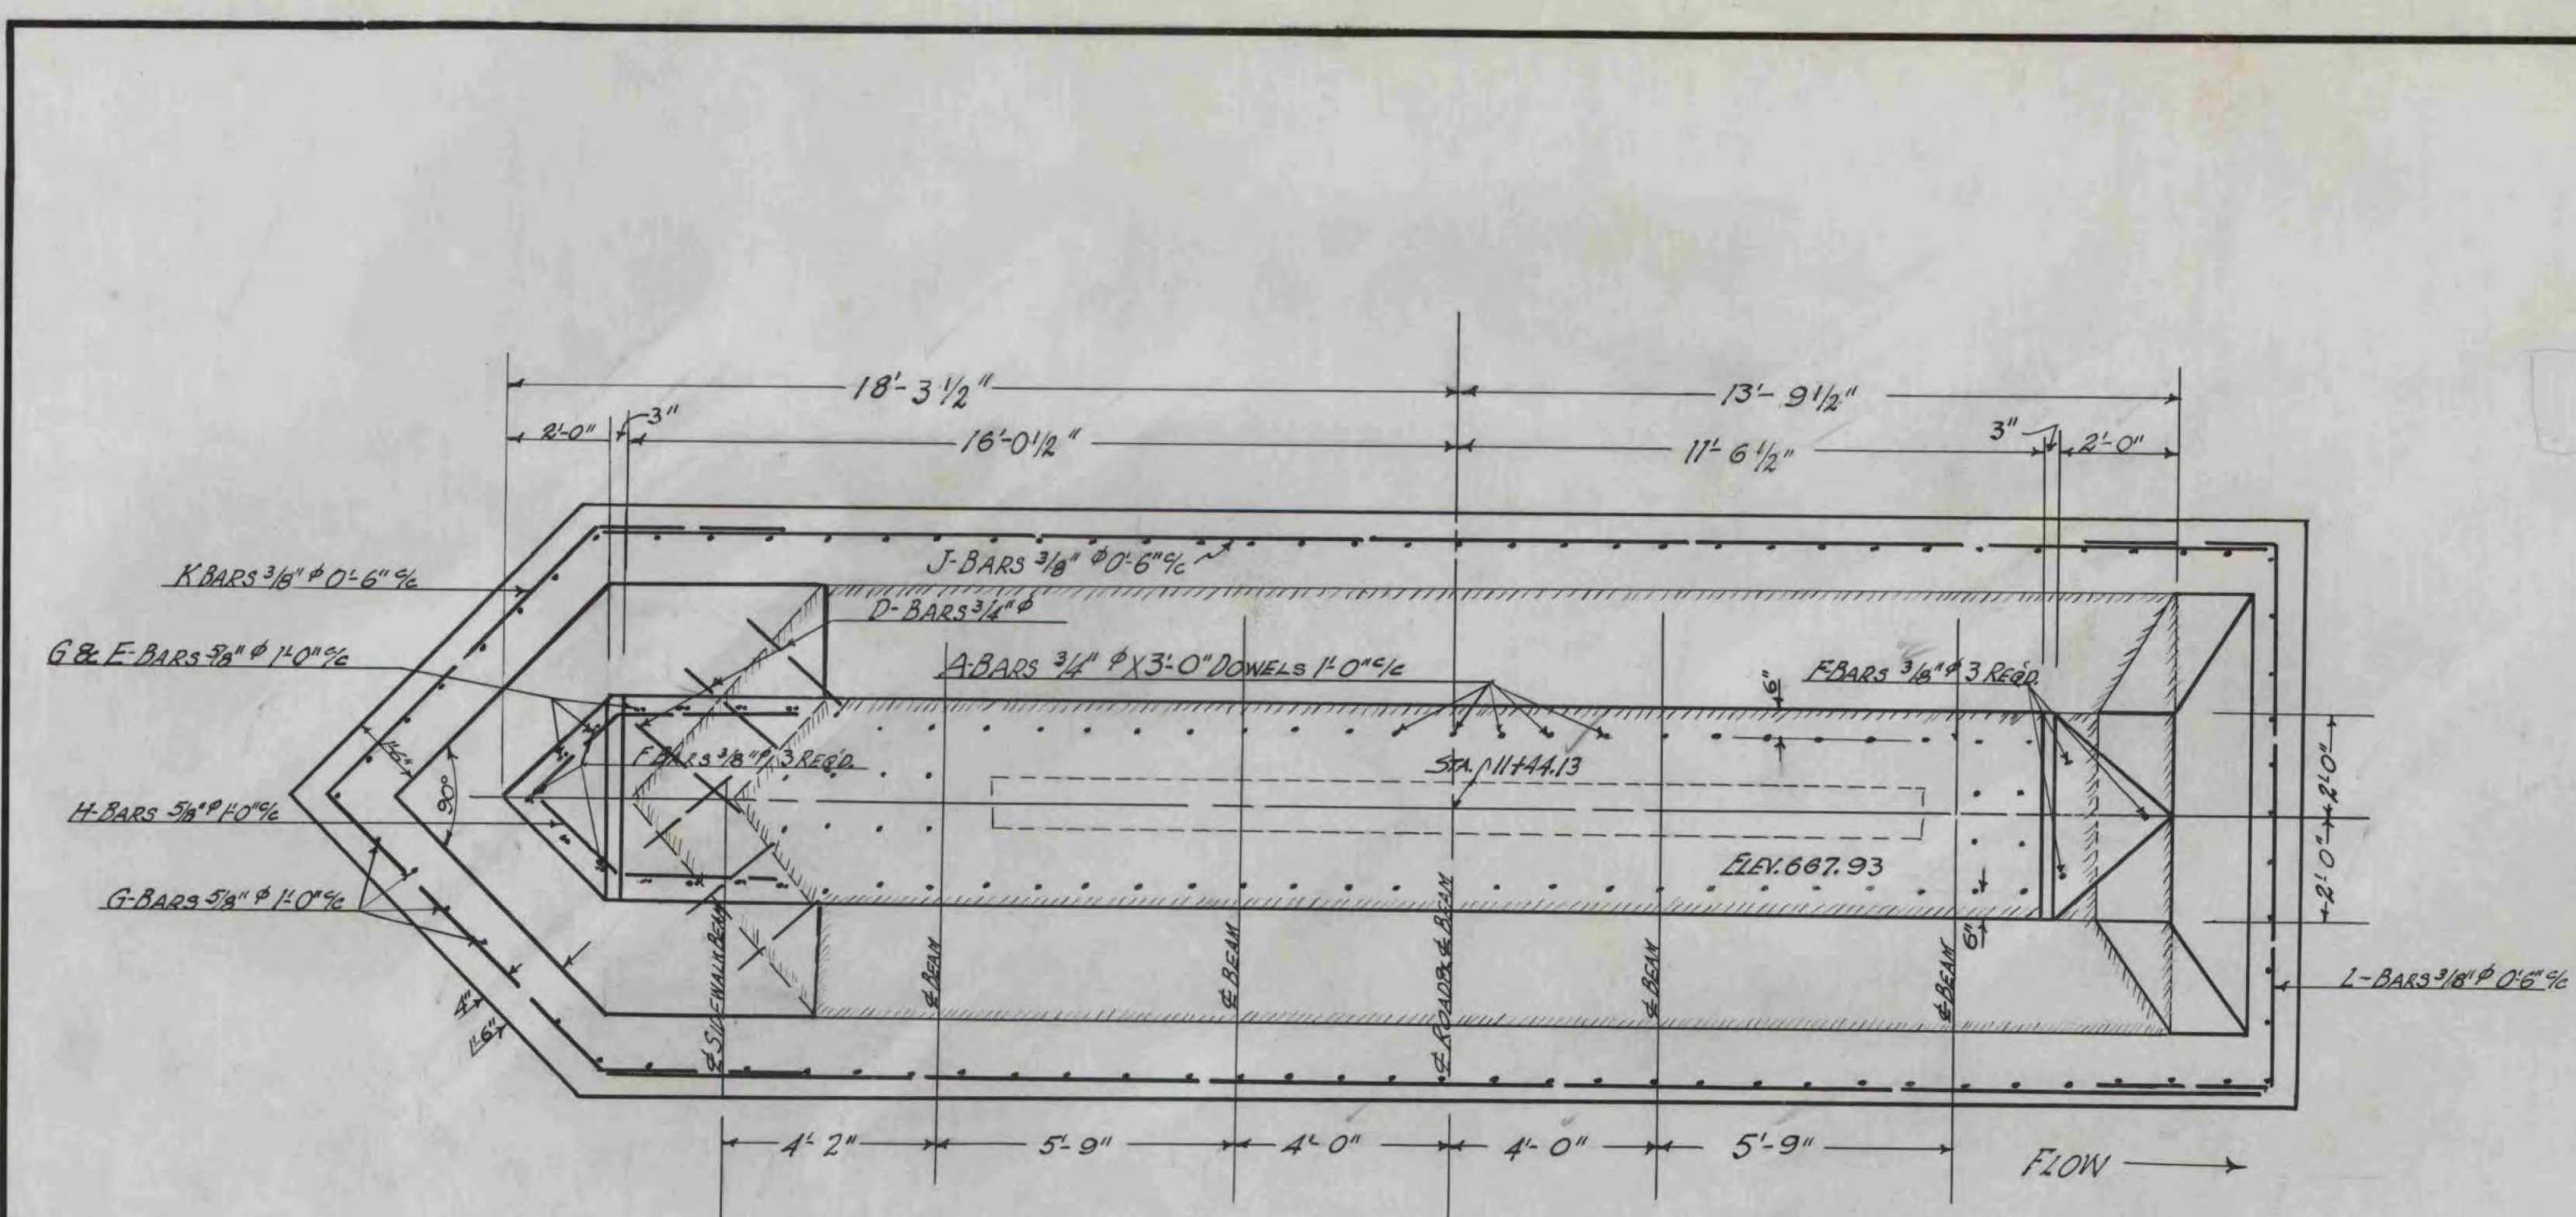 18'-3 1/2"
13'-9 1/2"
2'-0"
3"
16'-0 1/2"
11'-6 1/2"
3"
2'-0"
J-BARS 3/8" ⌀ 0'-6" c/c
K BARS 3/8" ⌀ 0'-6" c/c
D-BARS 3/4" ⌀
G & E-BARS 5/8" ⌀ 1'-0" c/c
A-BARS 3/4" ⌀ X 3'-0" DOWELS 1'-0" c/c
F-BARS 3/8" ⌀ 3 REQ'D.
6"
1'-6"
F BARS 3/8" ⌀ 3 REQ'D.
STA. 11+44.13
90°
H-BARS 5/8" ⌀ 1'-0" c/c
2'-0"
2'-0"
ELEV. 667.93
G-BARS 5/8" ⌀ 1'-0" c/c
6"
℄ SIDEWALK BEAM
℄ BEAM
℄ BEAM
℄ ROAD & ℄ BEAM
℄ BEAM
℄ BEAM
L-BARS 3/8" ⌀ 0'-6" c/c
4"
1'-6"
4'-2"
5'-9"
4'-0"
4'-0"
5'-9"
FLOW